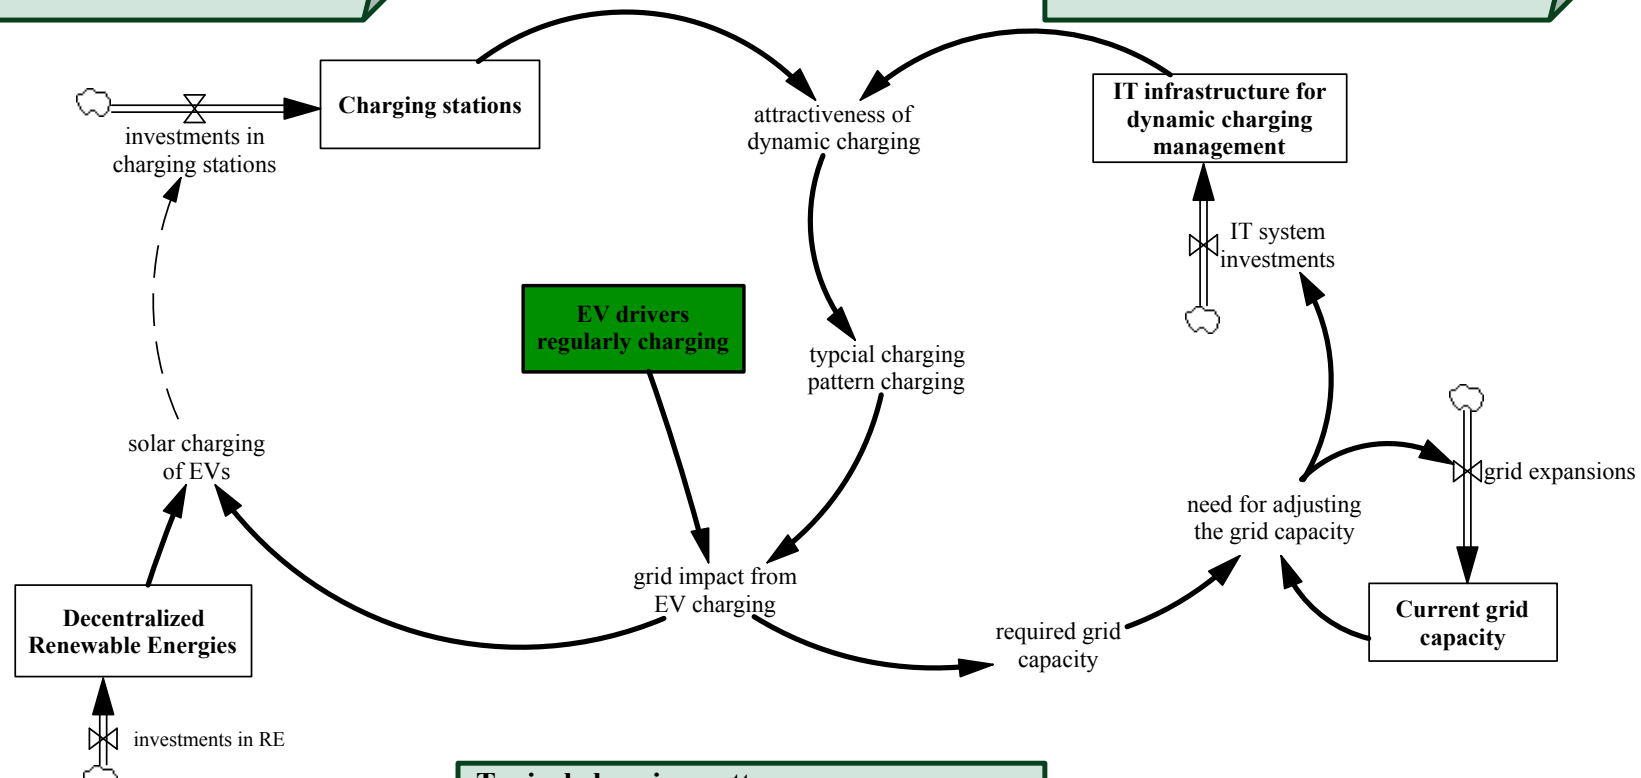 Charging stations
investments in
charging stations
attractiveness of
dynamic charging
IT infrastructure for
dynamic charging
management
IT system
investments
EV drivers
regularly charging
typcial charging
pattern charging
solar charging
of EVs
grid expansions
need for adjusting
the grid capacity
grid impact from
EV charging
Decentralized
Renewable Energies
required grid
capacity
Current grid
capacity
investments in RE